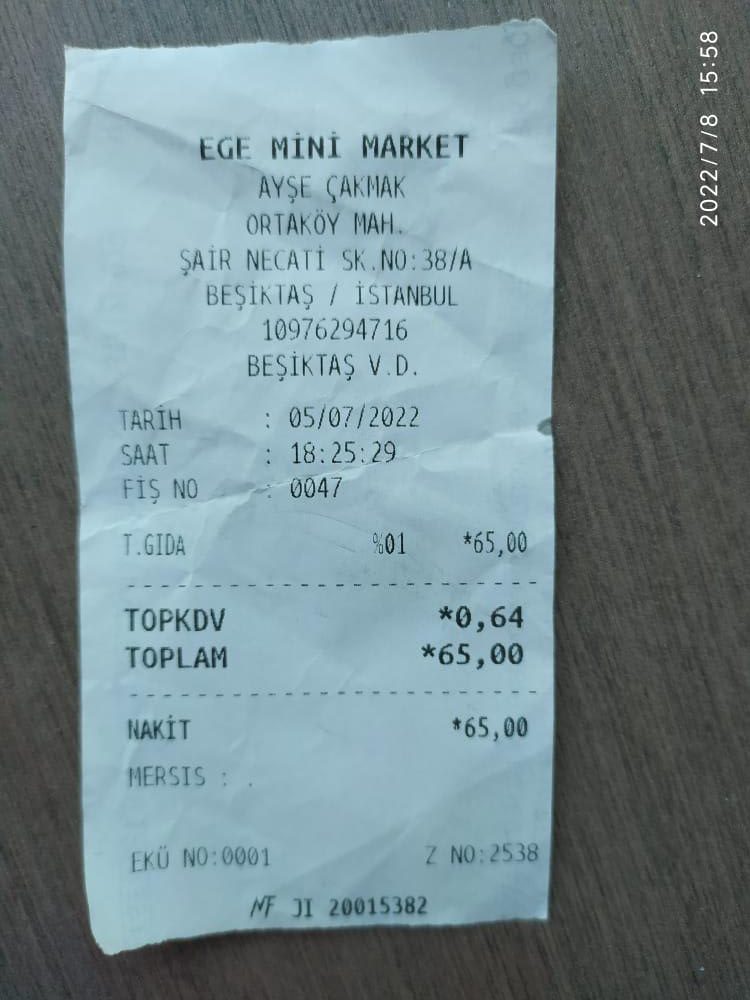 EGE MİNİ MARKET
AYŞE ÇAKMAK
ORTAKÖY MAH.
ŞAİR NECATİ SK.NO:38/A
BEŞİKTAŞ / İSTANBUL
10976294716
BEŞİKTAŞ V.D.
TARİH : 05/07/2022
SAAT : 18:25:29
FİŞ NO : 0047
T.GIDA %01 *65,00
TOPKDV *0,64
TOPLAM *65,00
NAKİT *65,00
MERSIS : .
EKÜ NO:0001 Z NO:2538
MF JI 20015382
2022/7/8 15:58